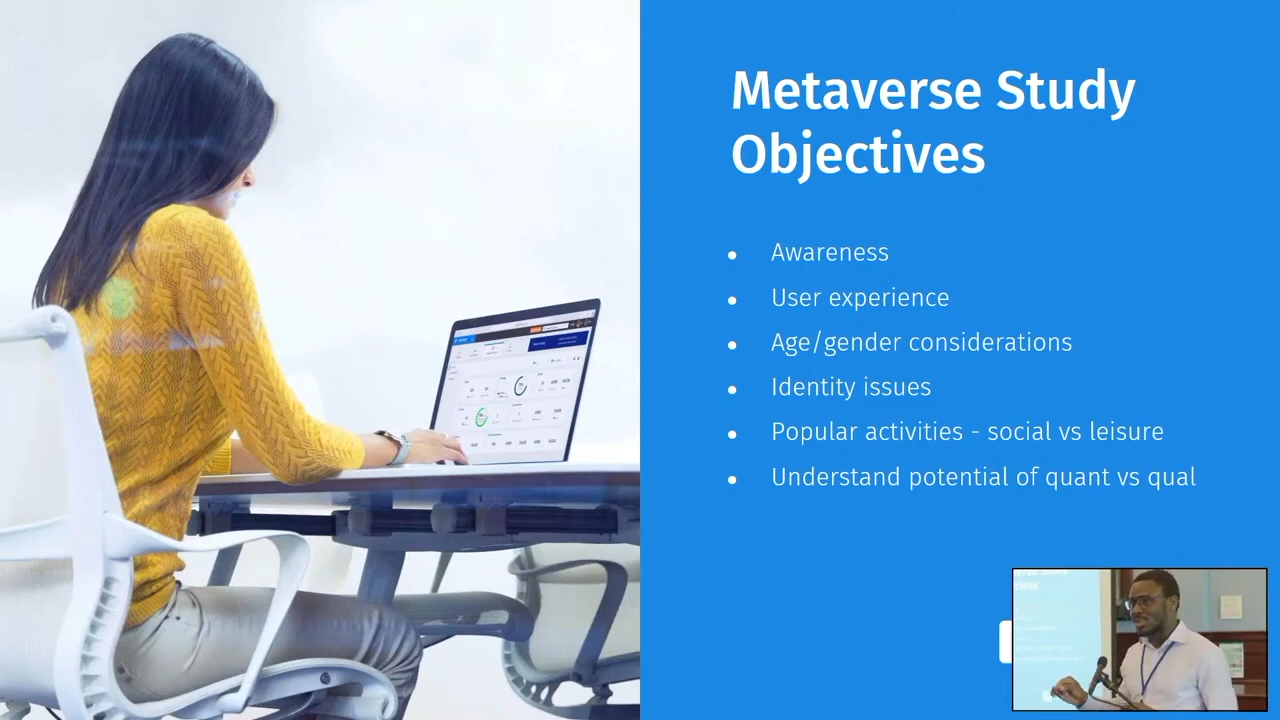 Metaverse Study
Objectives
• Awareness
• User experience
• Age/gender considerations
• Identity issues
• Popular activities - social vs leisure
• Understand potential of quant vs qual